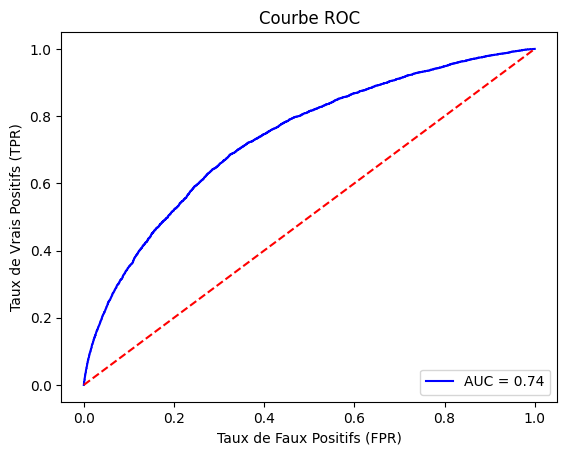 Courbe ROC
Taux de Vrais Positifs (TPR)
1.0
0.8
0.6
0.4
0.2
0.0
AUC = 0.74
0.0 0.2 0.4 0.6 0.8 1.0
Taux de Faux Positifs (FPR)